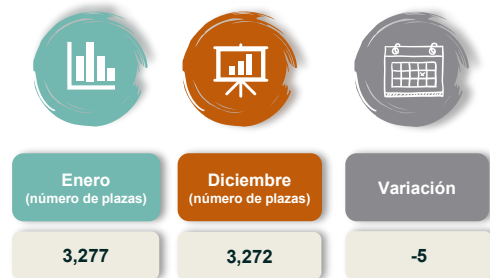 Enero
(número de plazas)
Diciembre
(número de plazas)
Variación
3,277
3,272
-5